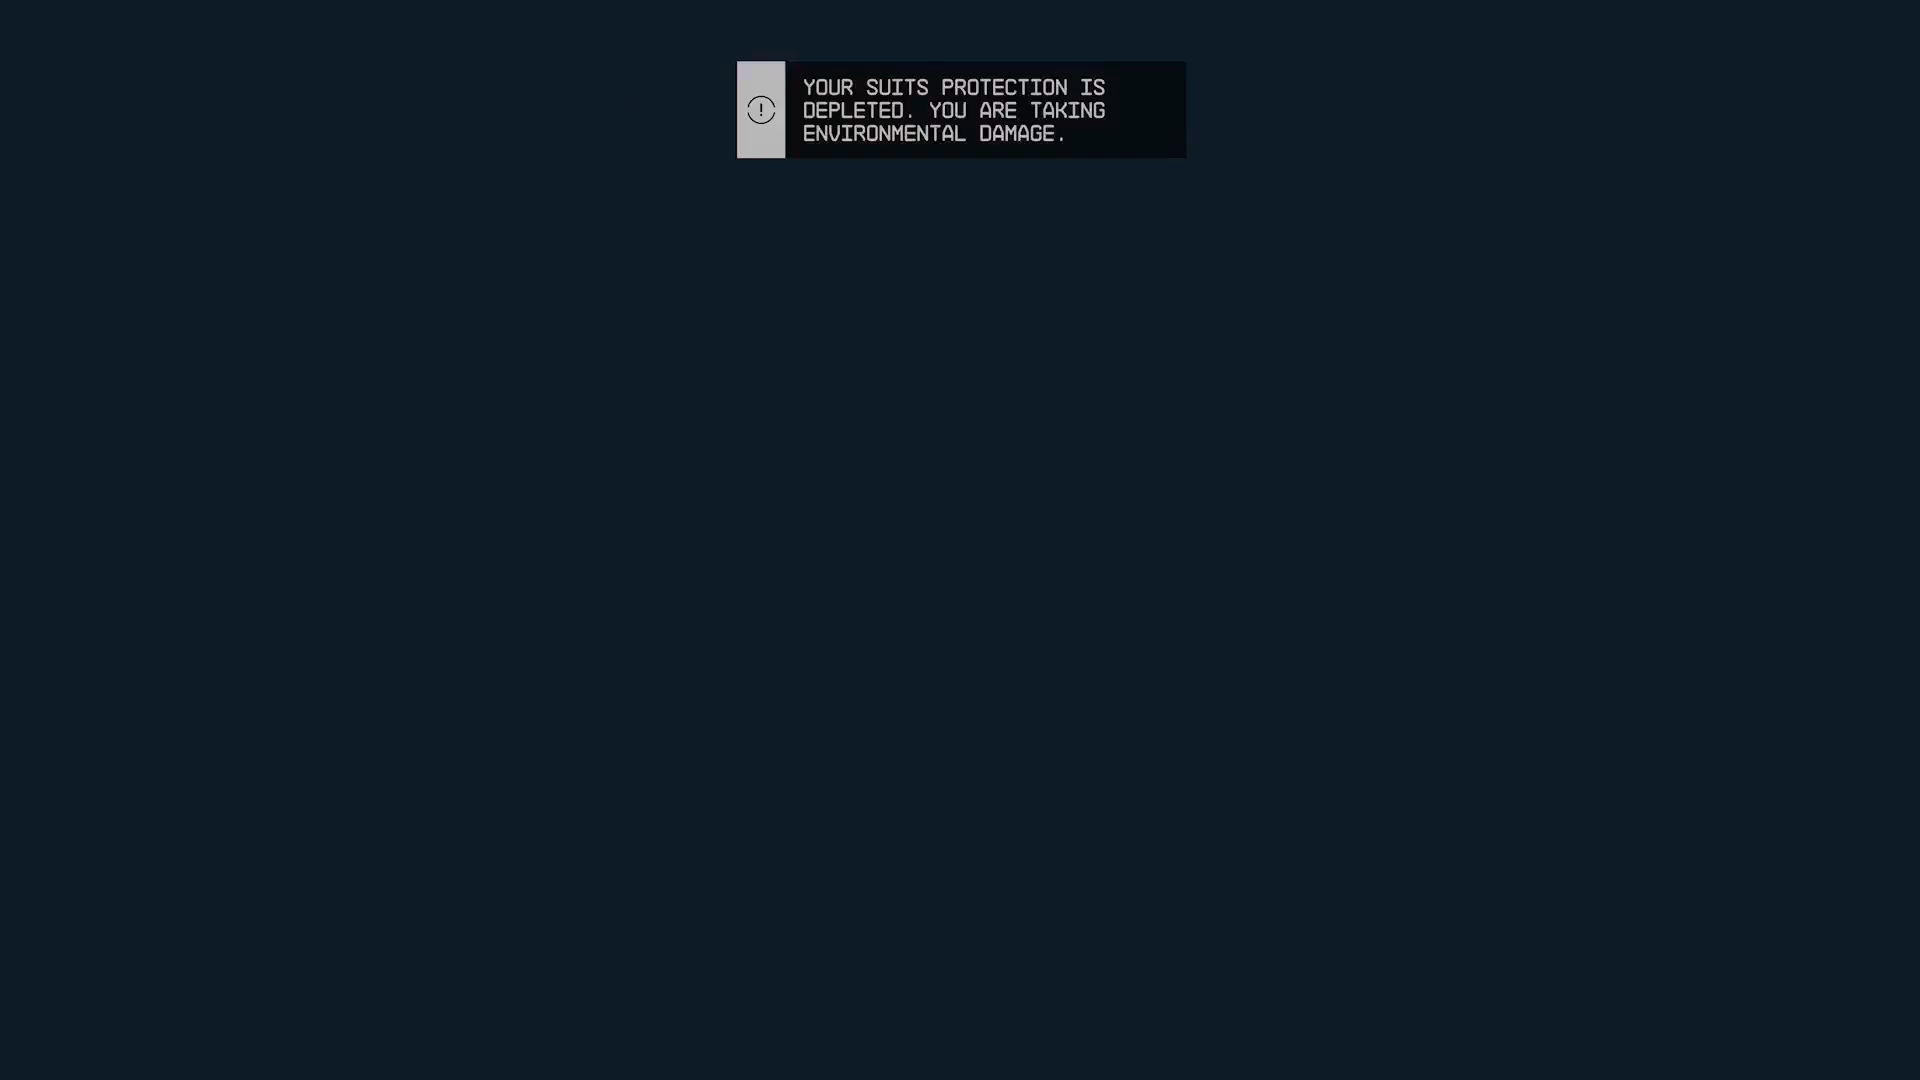 YOUR SUITS PROTECTION IS
DEPLETED. YOU ARE TAKING
ENVIRONMENTAL DAMAGE.